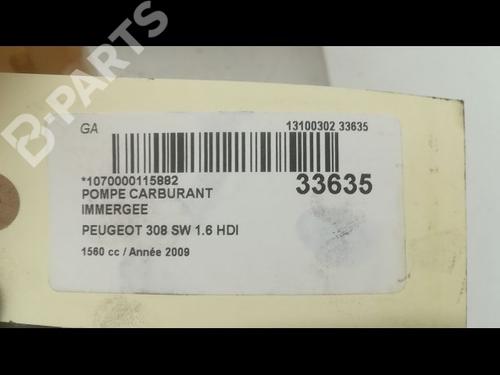 B-PARTS
GA
13100302 33635
*1070000115882
33635
POMPE CARBURANT
IMMERGEE
PEUGEOT 308 SW 1.6 HDI
1560 cc / Année 2009